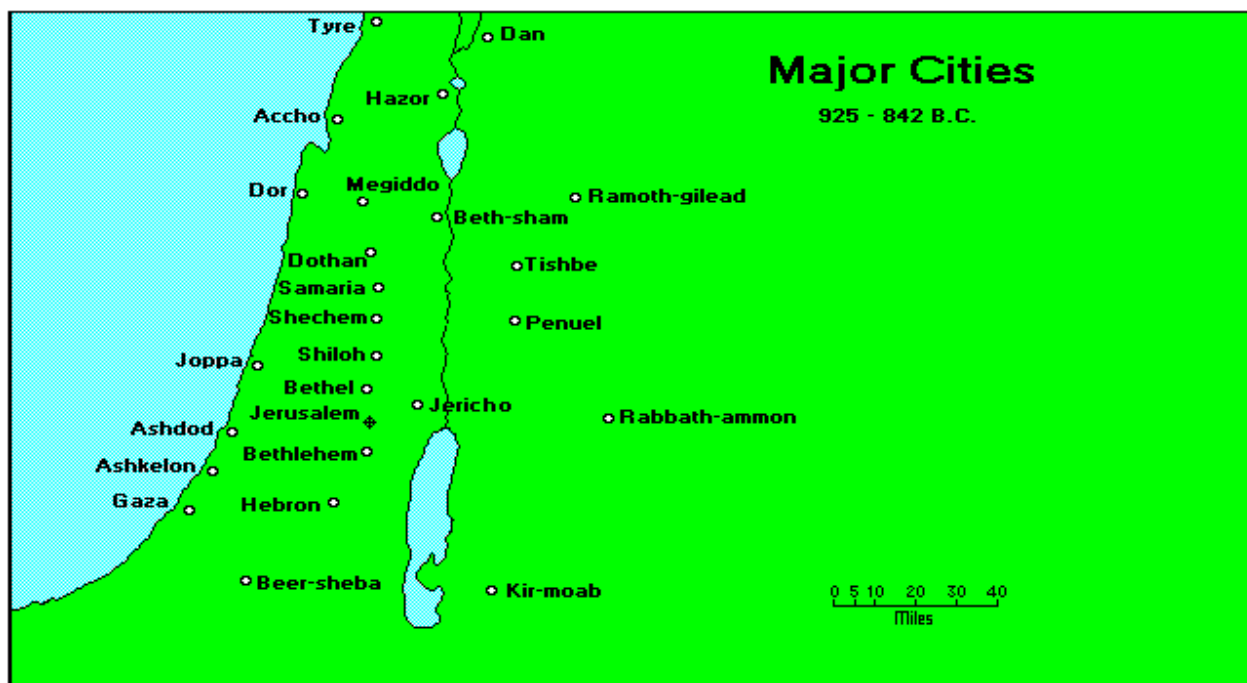 Tyre
Dan
Major Cities
Hazor
925 - 842 B.C.
Accho
Megiddo
Dor
Ramoth-gilead
Beth-sham
Dothan
Tishbe
Samaria
Shechem
Penuel
Shiloh
Joppa
Bethel
Jericho
Jerusalem
Rabbath-ammon
Ashdod
Bethlehem
Ashkelon
Gaza
Hebron
Beer-sheba
Kir-moab
0 5 10 20 30 40
Miles